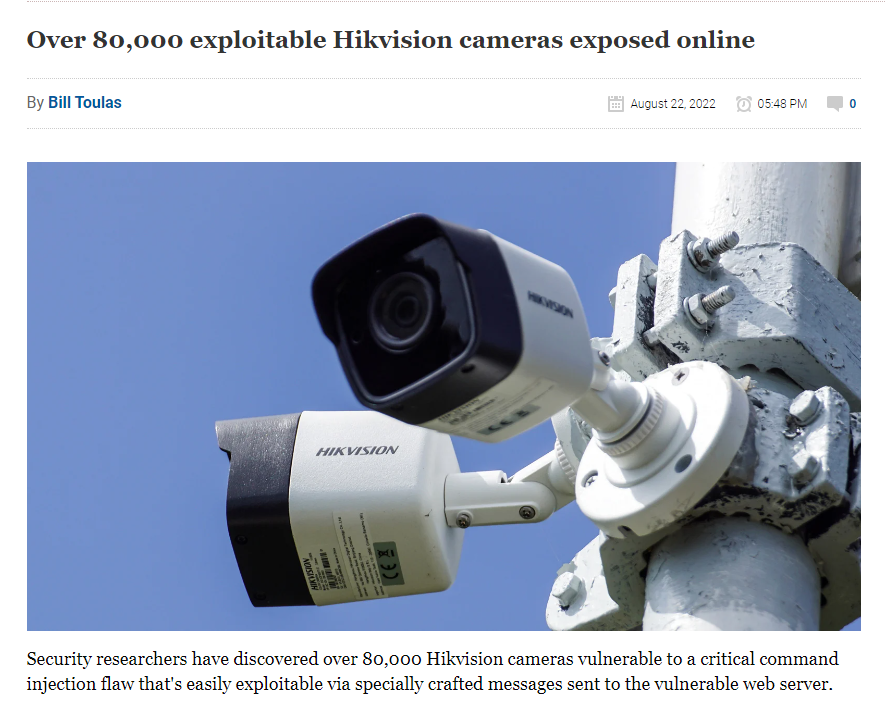 Over 80,000 exploitable Hikvision cameras exposed online
By Bill Toulas
August 22, 2022 05:48 PM 0
HIKVISION
HIKVISION
HIKVISION
CE
Security researchers have discovered over 80,000 Hikvision cameras vulnerable to a critical command
injection flaw that's easily exploitable via specially crafted messages sent to the vulnerable web server.